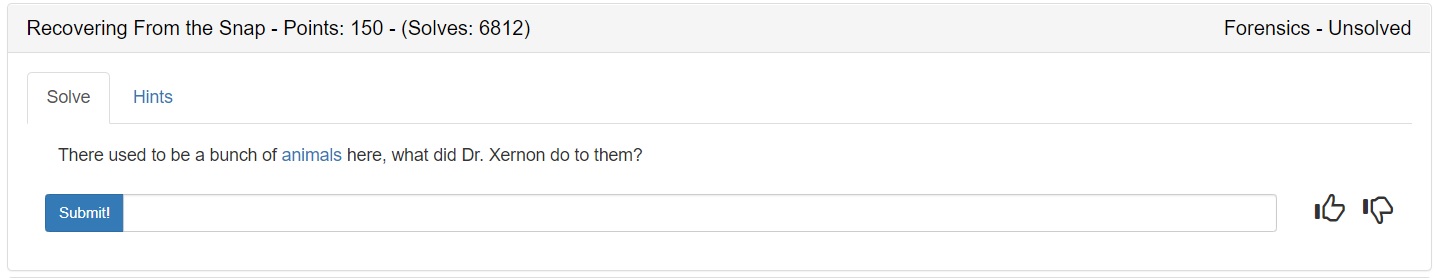 Recovering From the Snap - Points: 150 - (Solves: 6812)
Forensics - Unsolved
Solve
Hints
There used to be a bunch of animals here, what did Dr. Xernon do to them?
Submit!